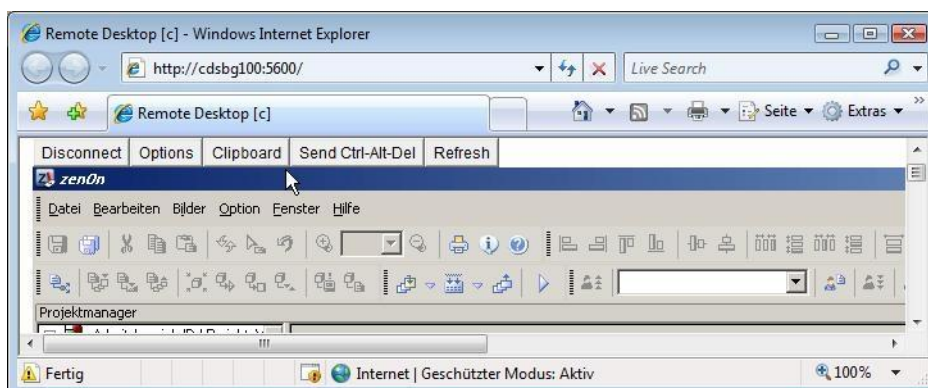 Remote Desktop [c] - Windows Internet Explorer
http://cdsbg100:5600/ Live Search
Remote Desktop [c] Seite Extras
Disconnect Options Clipboard Send Ctrl-Alt-Del Refresh
zenOn
Datei Bearbeiten Bilder Option Fenster Hilfe
Projektmanager
Fertig Internet | Geschützter Modus: Aktiv 100%